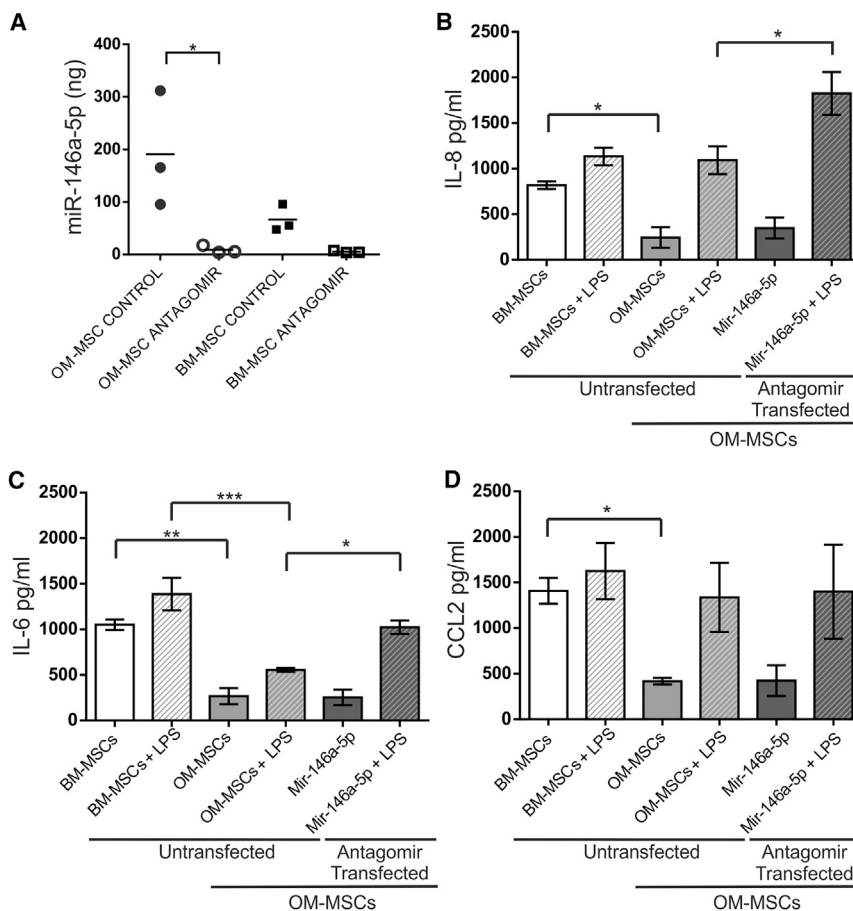 A
*
400
300
200
100
0
miR-146a-5p (ng)
OM-MSC CONTROL
OM-MSC ANTAGOMIR
BM-MSC CONTROL
BM-MSC ANTAGOMIR
B
*
*
2500
2000
1500
1000
500
0
IL-8 pg/ml
BM-MSCs
BM-MSCs + LPS
OM-MSCs
OM-MSCs + LPS
Mir-146a-5p
Mir-146a-5p + LPS
Untransfected
Antagomir
Transfected
OM-MSCs
C
***
**
*
2500
2000
1500
1000
500
0
IL-6 pg/ml
BM-MSCs
BM-MSCs + LPS
OM-MSCs
OM-MSCs + LPS
Mir-146a-5p
Mir-146a-5p + LPS
Untransfected
Antagomir
Transfected
OM-MSCs
D
*
2500
2000
1500
1000
500
0
CCL2 pg/ml
BM-MSCs
BM-MSCs + LPS
OM-MSCs
OM-MSCs + LPS
Mir-146a-5p
Mir-146a-5p + LPS
Untransfected
Antagomir
Transfected
OM-MSCs